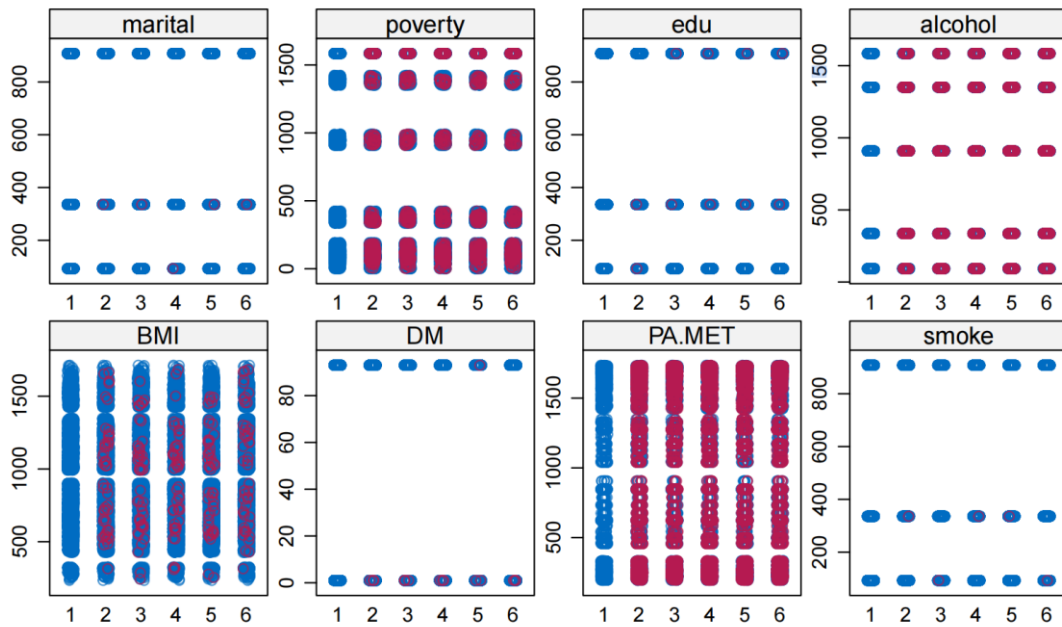 marital poverty edu alcohol
200 400 600 800 0 500 1000 1500 200 400 600 800 500 1500
1 2 3 4 5 6 1 2 3 4 5 6 1 2 3 4 5 6 1 2 3 4 5 6
BMI DM PA.MET smoke
500 1000 1500 0 20 40 60 80 500 1000 1500 200 400 800
1 2 3 4 5 6 1 2 3 4 5 6 1 2 3 4 5 6 1 2 3 4 5 6